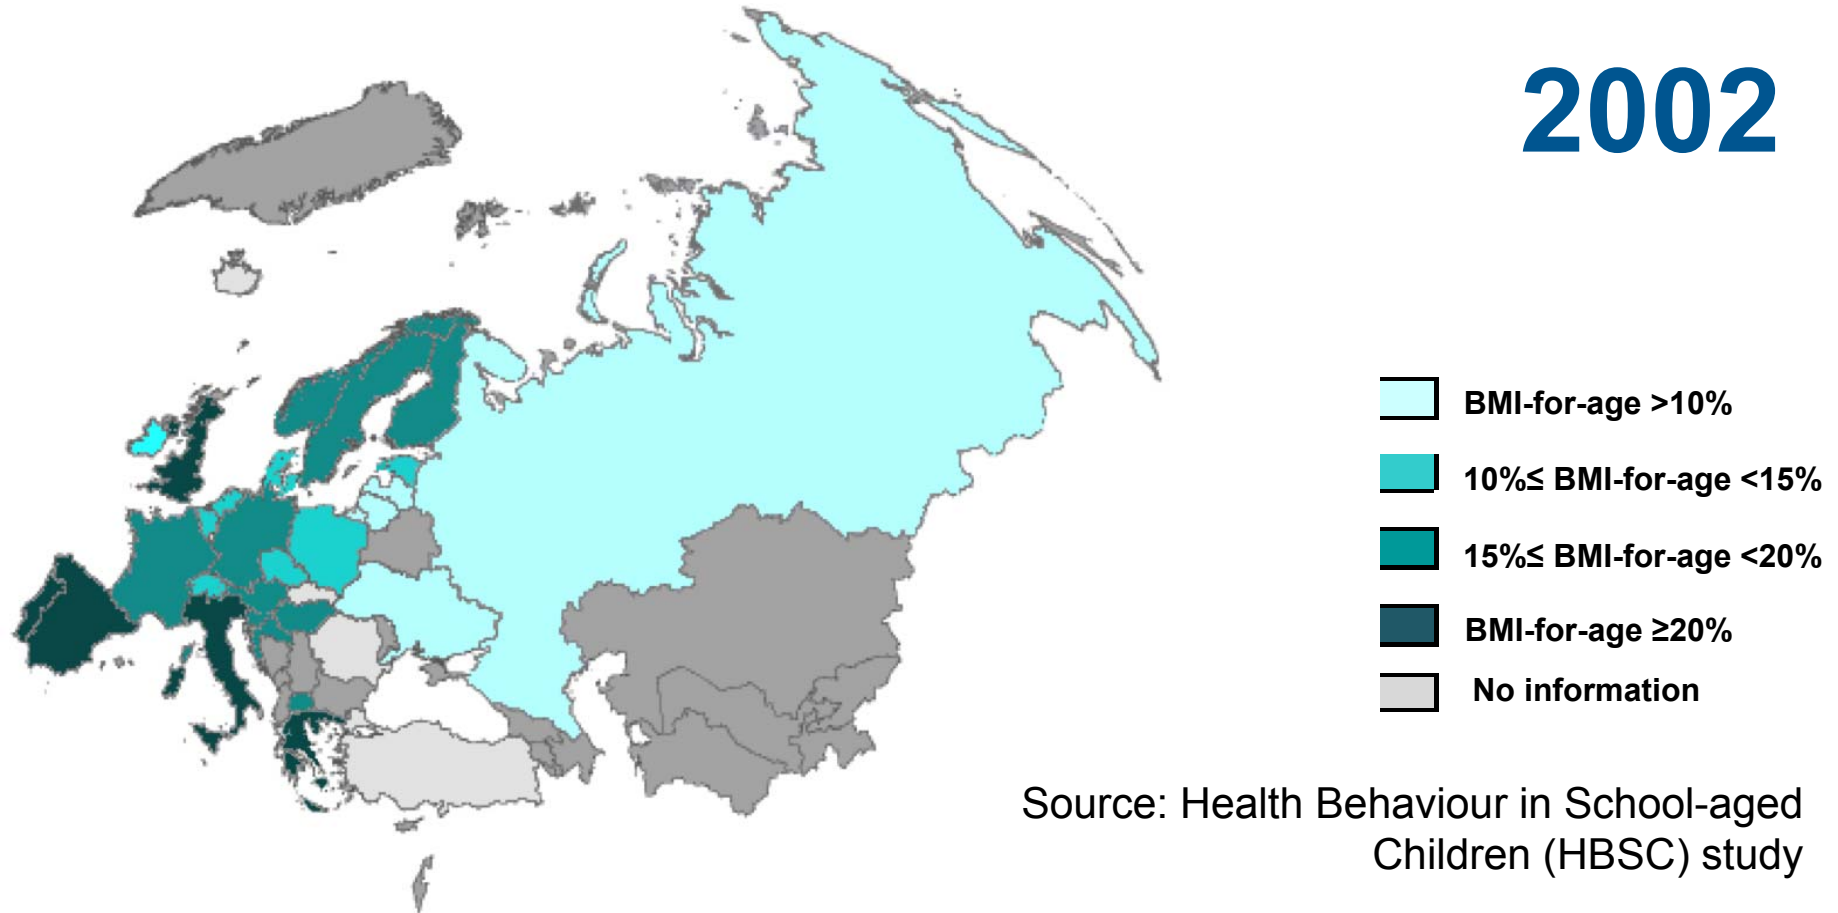 2002
BMI-for-age >10%
10%≤ BMI-for-age <15%
15%≤ BMI-for-age <20%
BMI-for-age ≥20%
No information
Source: Health Behaviour in School-aged
Children (HBSC) study